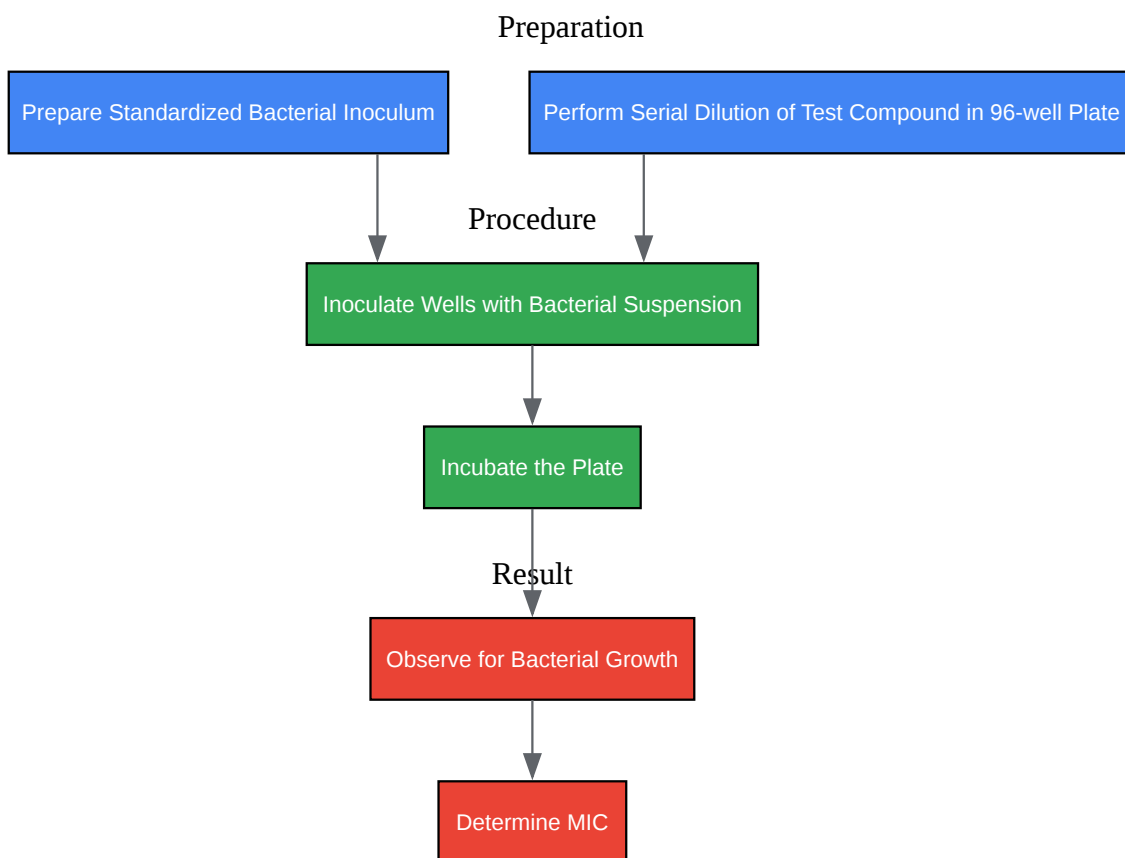 Preparation
Prepare Standardized Bacterial Inoculum
Perform Serial Dilution of Test Compound in 96-well Plate
Procedure
Inoculate Wells with Bacterial Suspension
Incubate the Plate
Result
Observe for Bacterial Growth
Determine MIC